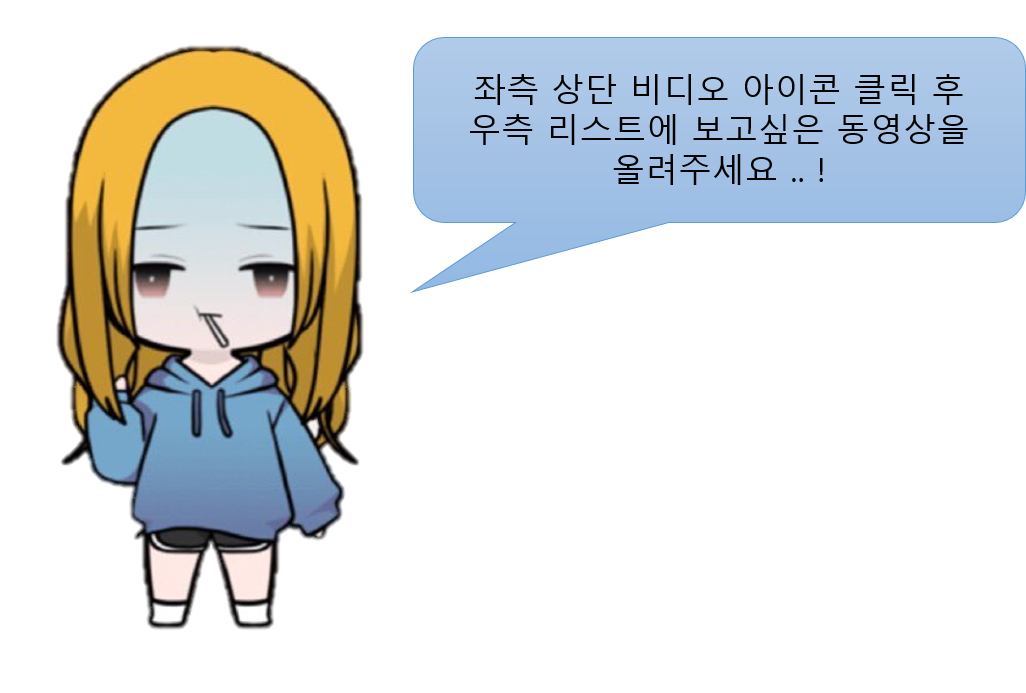 좌측 상단 비디오 아이콘 클릭 후
우측 리스트에 보고싶은 동영상을
올려주세요 .. !